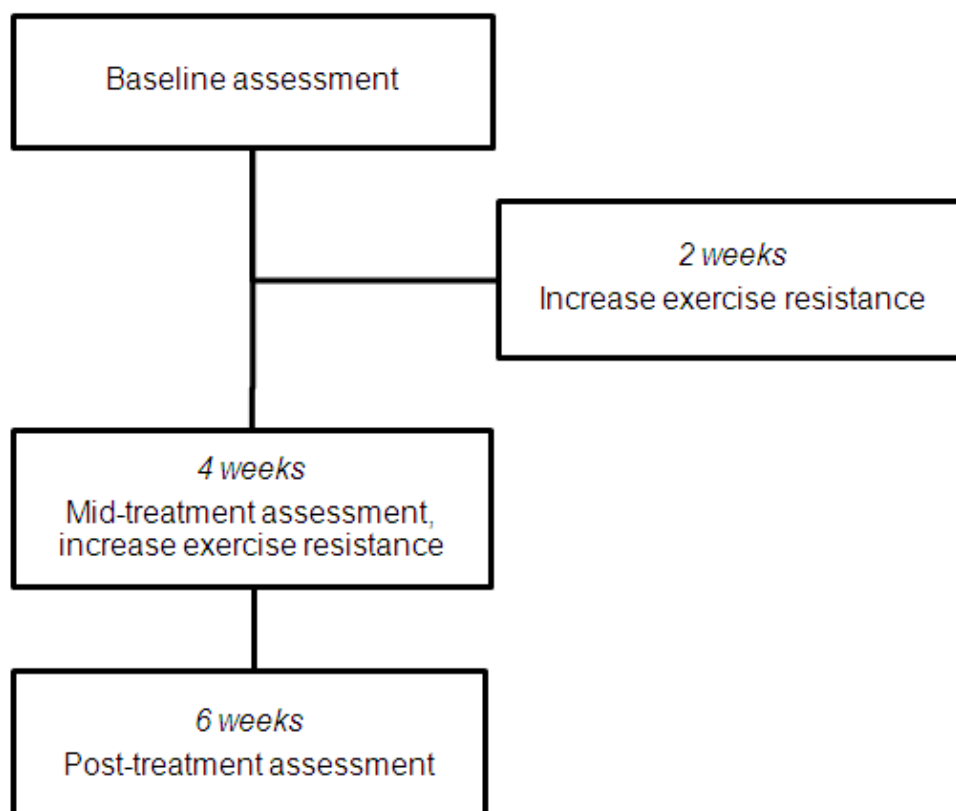 Baseline assessment
2 weeks
Increase exercise resistance
4 weeks
Mid-treatment assessment,
increase exercise resistance
6 weeks
Post-treatment assessment